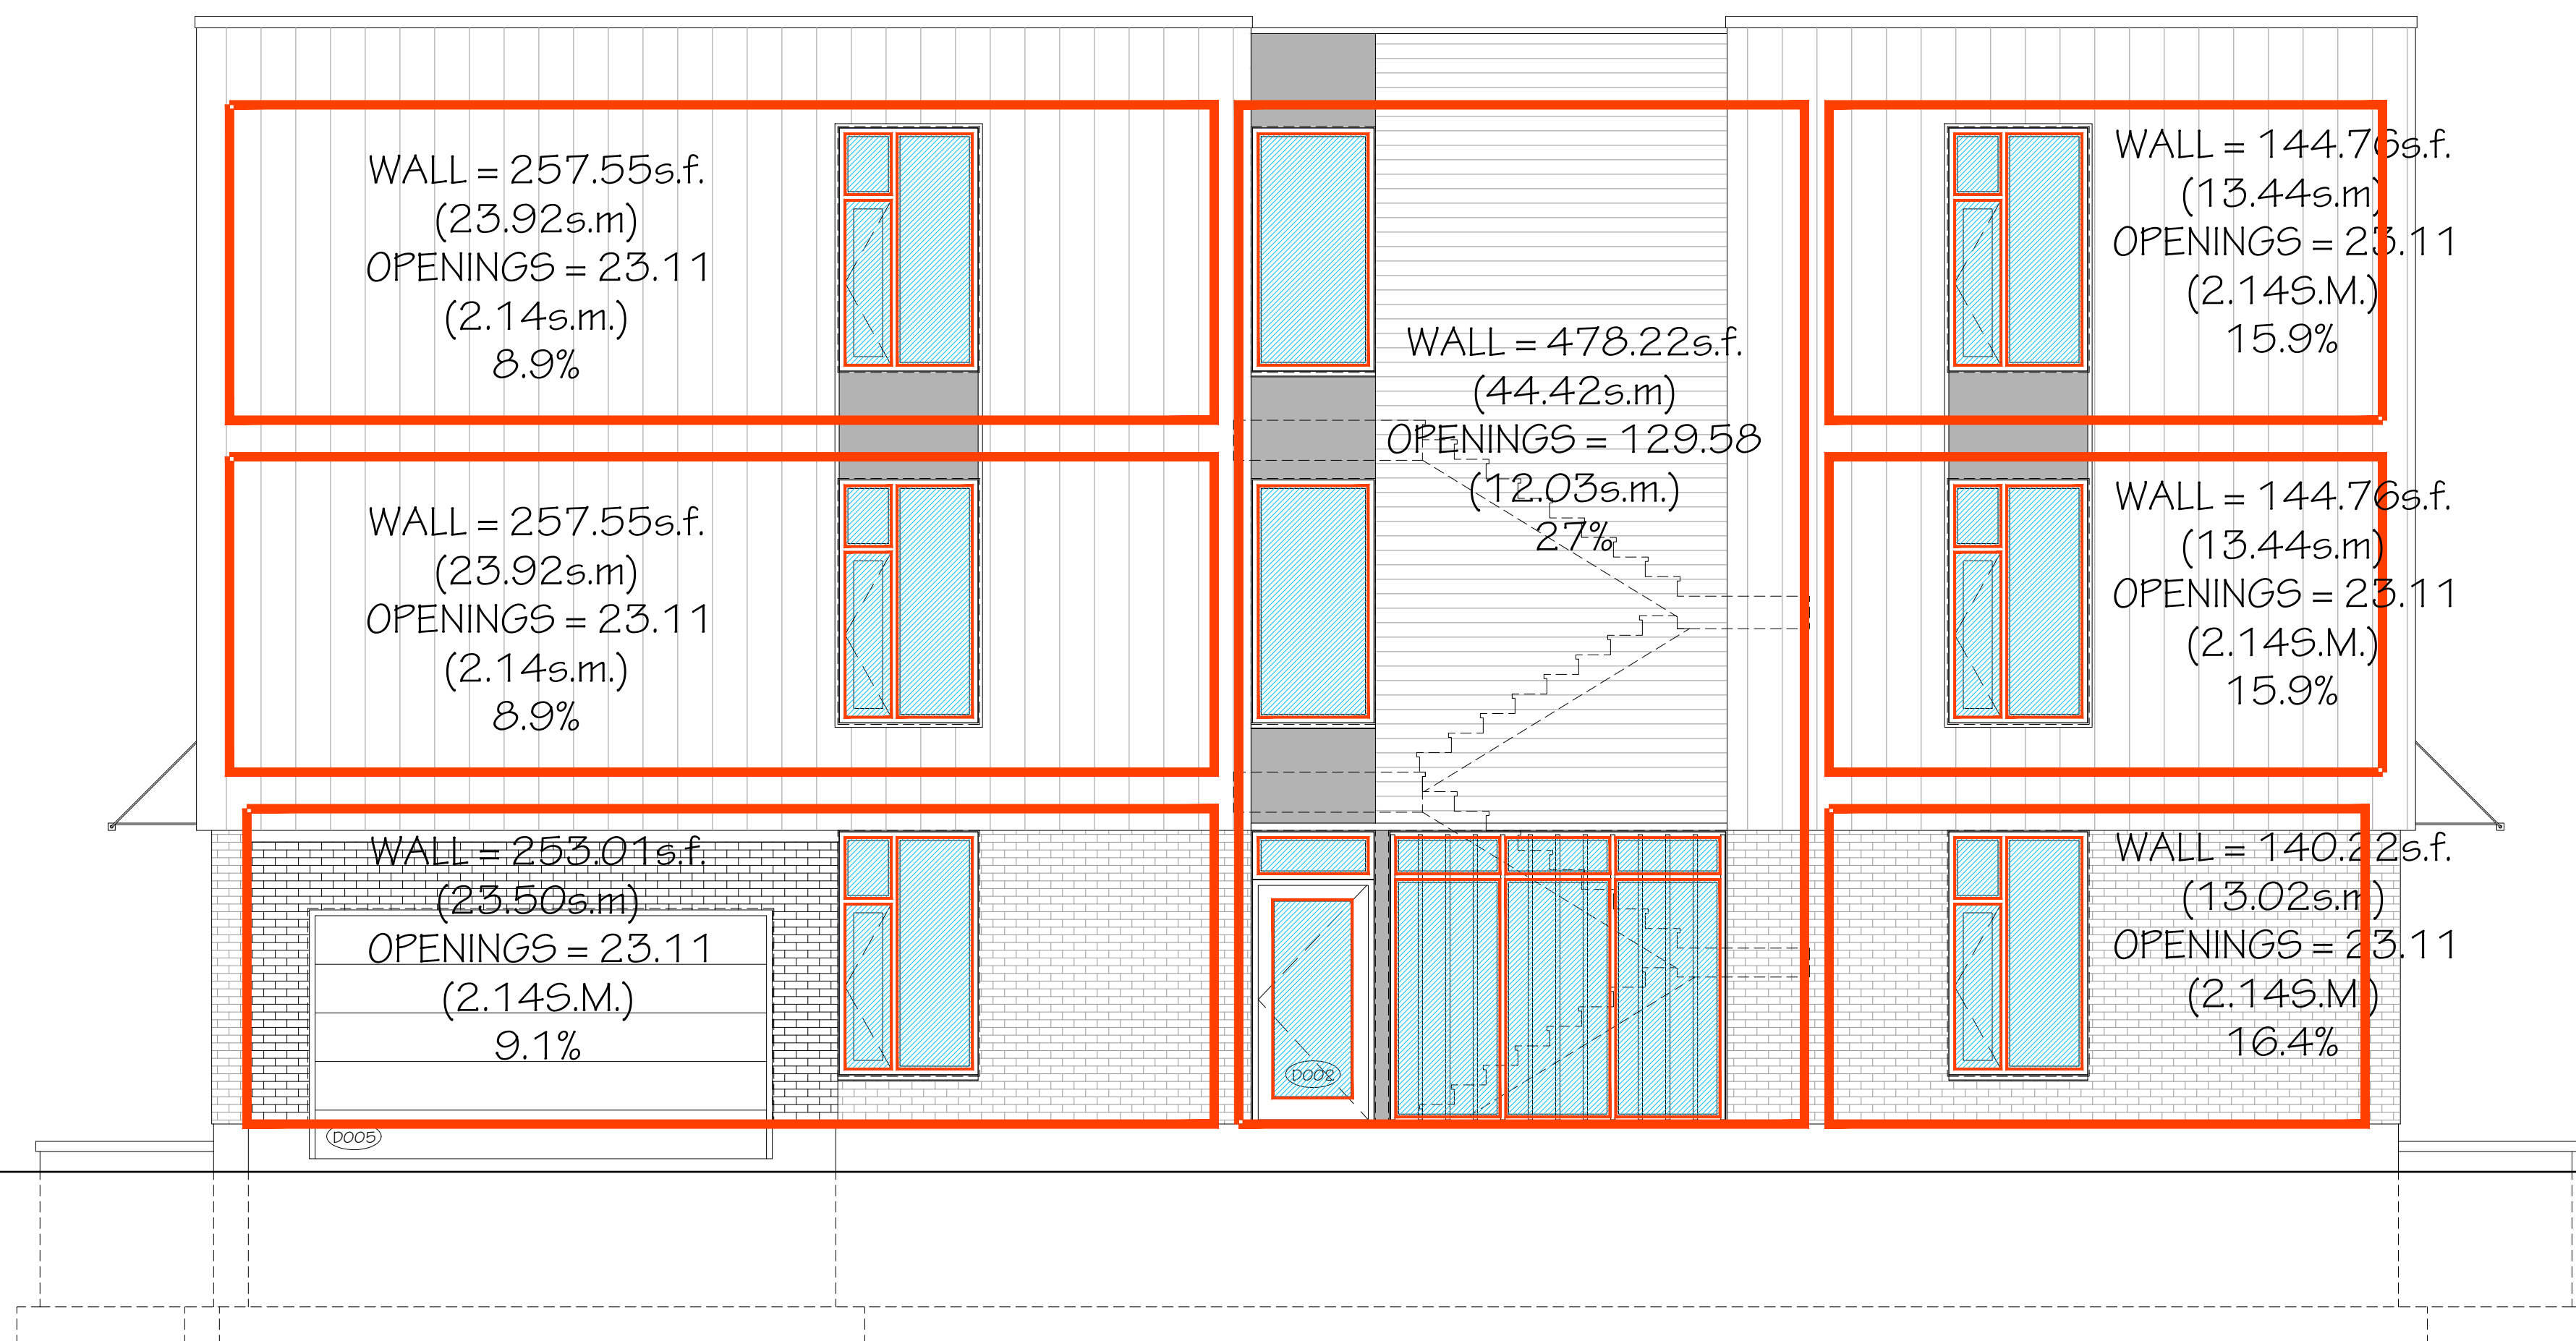 WALL = 257.55s.f.
(23.92s.m)
OPENINGS = 23.11
(2.14s.m.)
8.9%
WALL = 478.22s.f.
(44.42s.m)
OPENINGS = 129.58
(12.03s.m.)
27%
WALL = 144.76s.f.
(13.44s.m)
OPENINGS = 23.11
(2.14S.M.)
15.9%
WALL = 257.55s.f.
(23.92s.m)
OPENINGS = 23.11
(2.14s.m.)
8.9%
WALL = 144.76s.f.
(13.44s.m)
OPENINGS = 23.11
(2.14S.M.)
15.9%
WALL = 253.01s.f.
(23.50s.m)
OPENINGS = 23.11
(2.14S.M.)
9.1%
WALL = 140.22s.f.
(13.02s.m)
OPENINGS = 23.11
(2.14S.M.)
16.4%
D002
D005